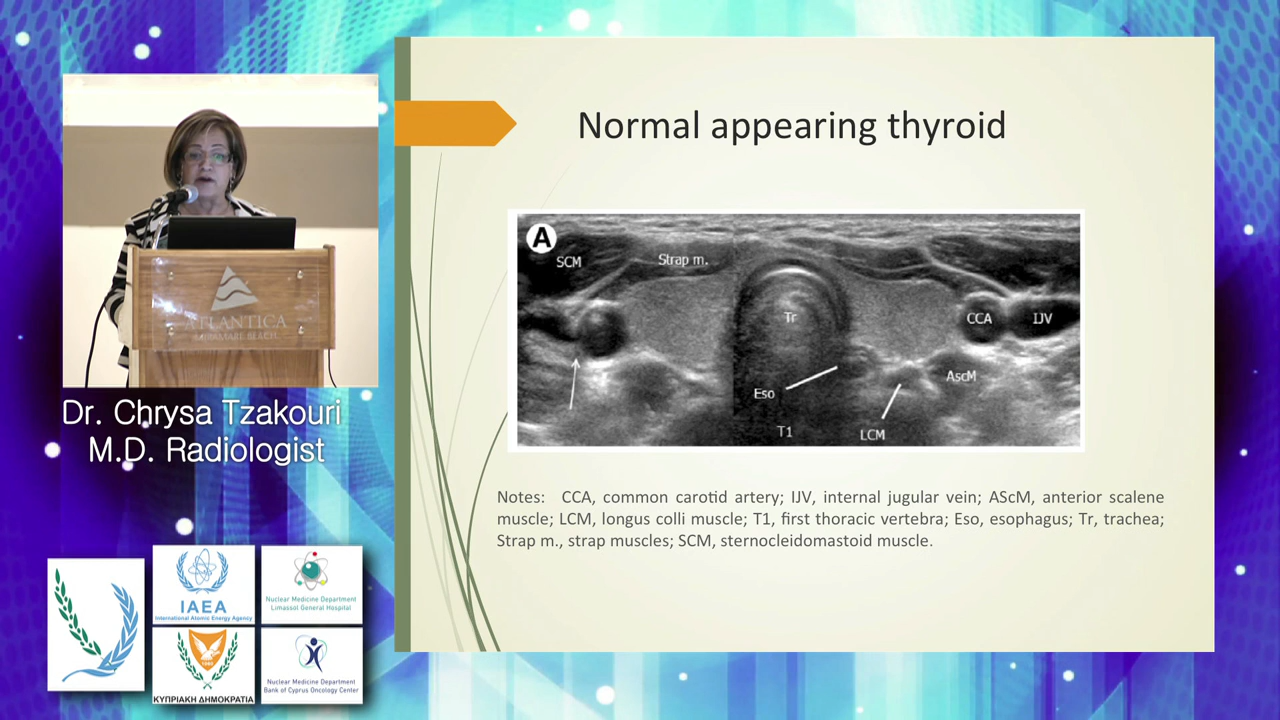 Normal appearing thyroid
A
SCM
Strap m.
Tr
CCA
IJV
Eso
AscM
T1
LCM
Notes: CCA, common carotid artery; IJV, internal jugular vein; AScM, anterior scalene
muscle; LCM, longus colli muscle; T1, first thoracic vertebra; Eso, esophagus; Tr, trachea;
Strap m., strap muscles; SCM, sternocleidomastoid muscle.
ATLANTICA
Dr. Chrysa Tzakouri
M.D. Radiologist
IAEA
International Atomic Energy Agency
Nuclear Medicine Department
Limassol General Hospital
1960
ΚΥΠΡΙΑΚΗ ΔΗΜΟΚΡΑΤΙΑ
Nuclear Medicine Department
Bank of Cyprus Oncology Center